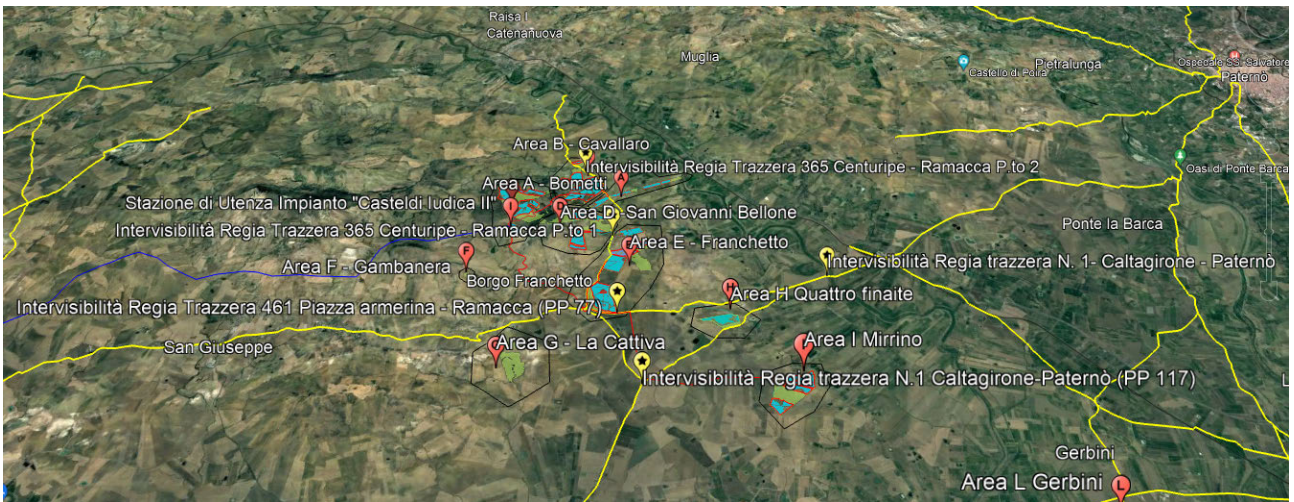 Raisa I
Catenanuova
Muglia
Castello di Poira
Pietralunga
Ospedale SS. Salvatore
Paternò
Area B - Cavallaro
Intervisibilità Regia Trazzera 365 Centuripe - Ramacca P.to 2
Oasi di Ponte Barca
A
Area A - Bometti
Stazione di Utenza Impianto "Casteldi Iudica II"
I
D
Area D -San Giovanni Bellone
Ponte la Barca
Intervisibilità Regia Trazzera 365 Centuripe - Ramacca P.to 1
Area E - Franchetto
F
Area F - Gambanera
Intervisibilità Regia trazzera N. 1- Caltagirone - Paternò
Borgo Franchetto
H
Area H Quattro finaite
Intervisibilità Regia Trazzera 461 Piazza armerina - Ramacca (PP 77)
San Giuseppe
Area G - La Cattiva
Area I Mirrino
Intervisibilità Regia trazzera N.1 Caltagirone-Paternò (PP 117)
Gerbini
Area L Gerbini
L